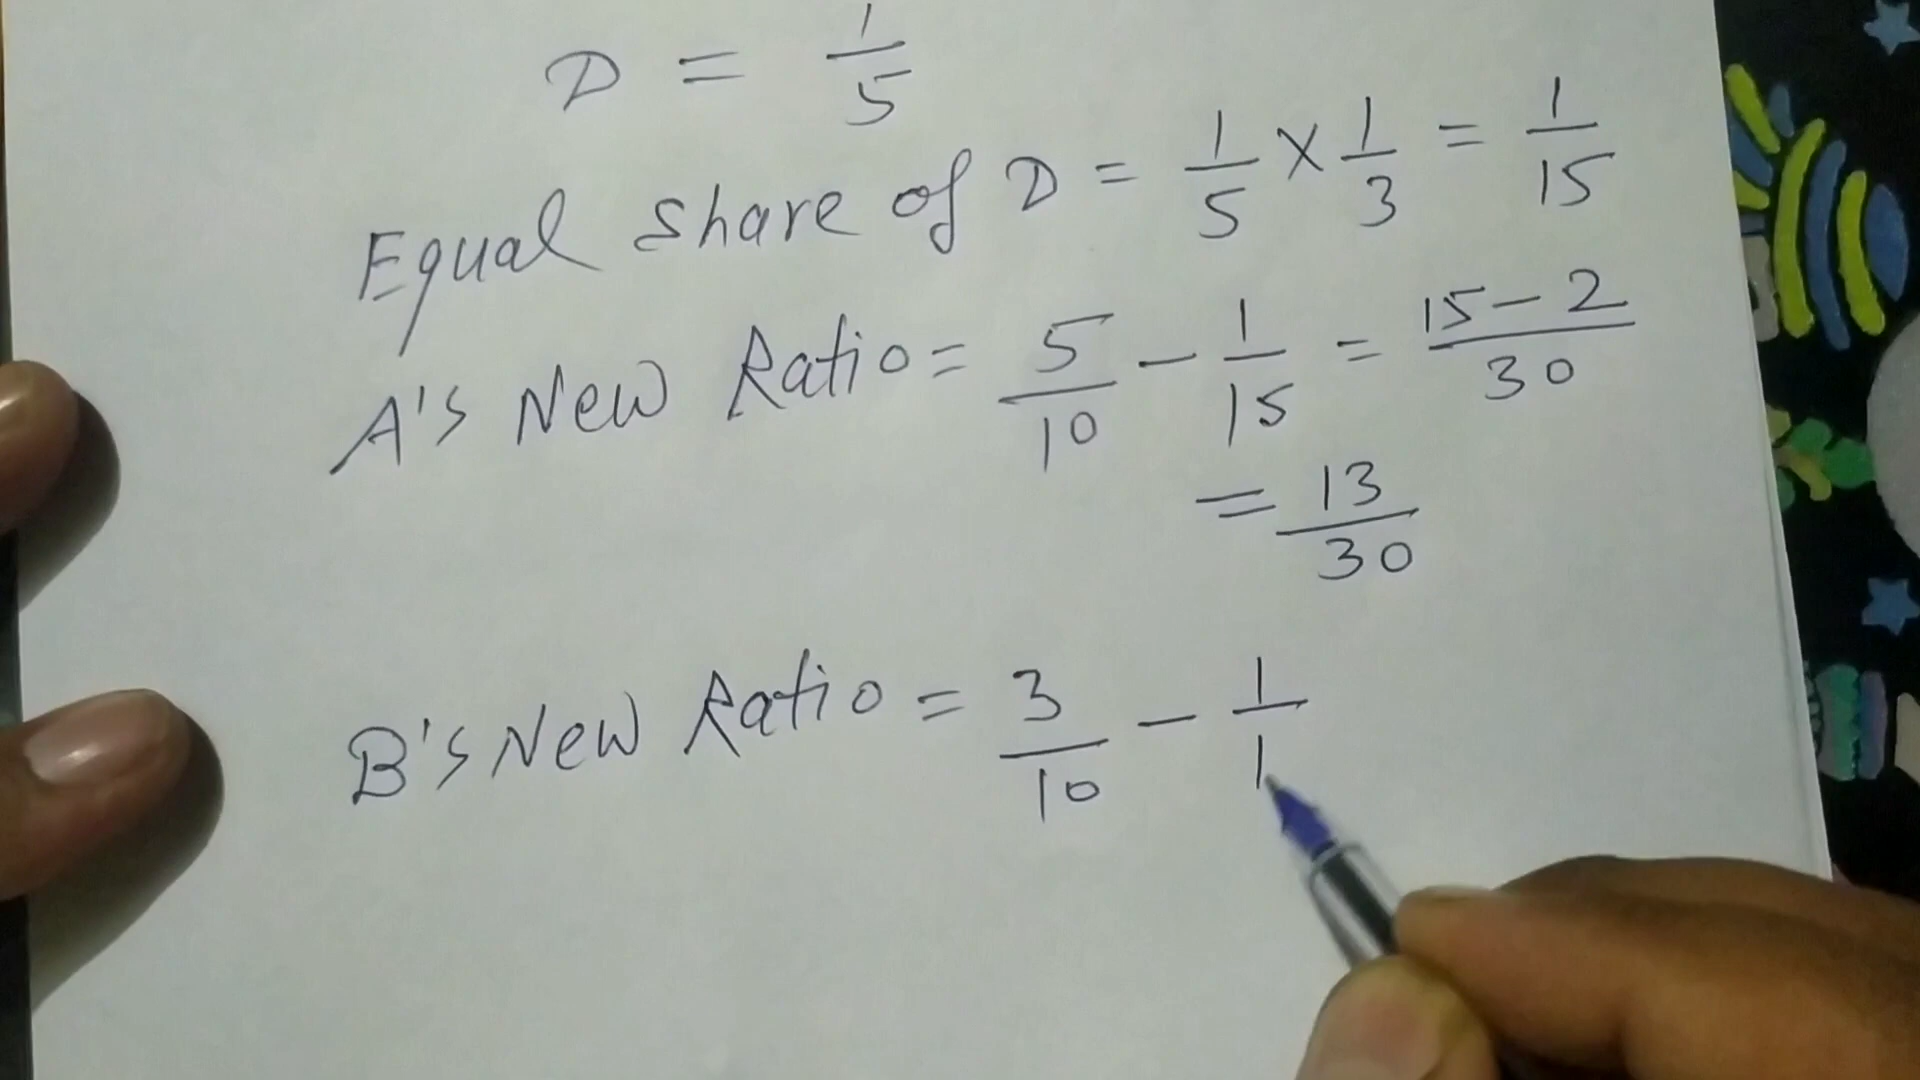 D = 1/5
Equal share of D = 1/5 × 1/3 = 1/15
A's New Ratio = 5/10 - 1/15 = 15-2/30
= 13/30
B's New Ratio = 3/10 - 1/1